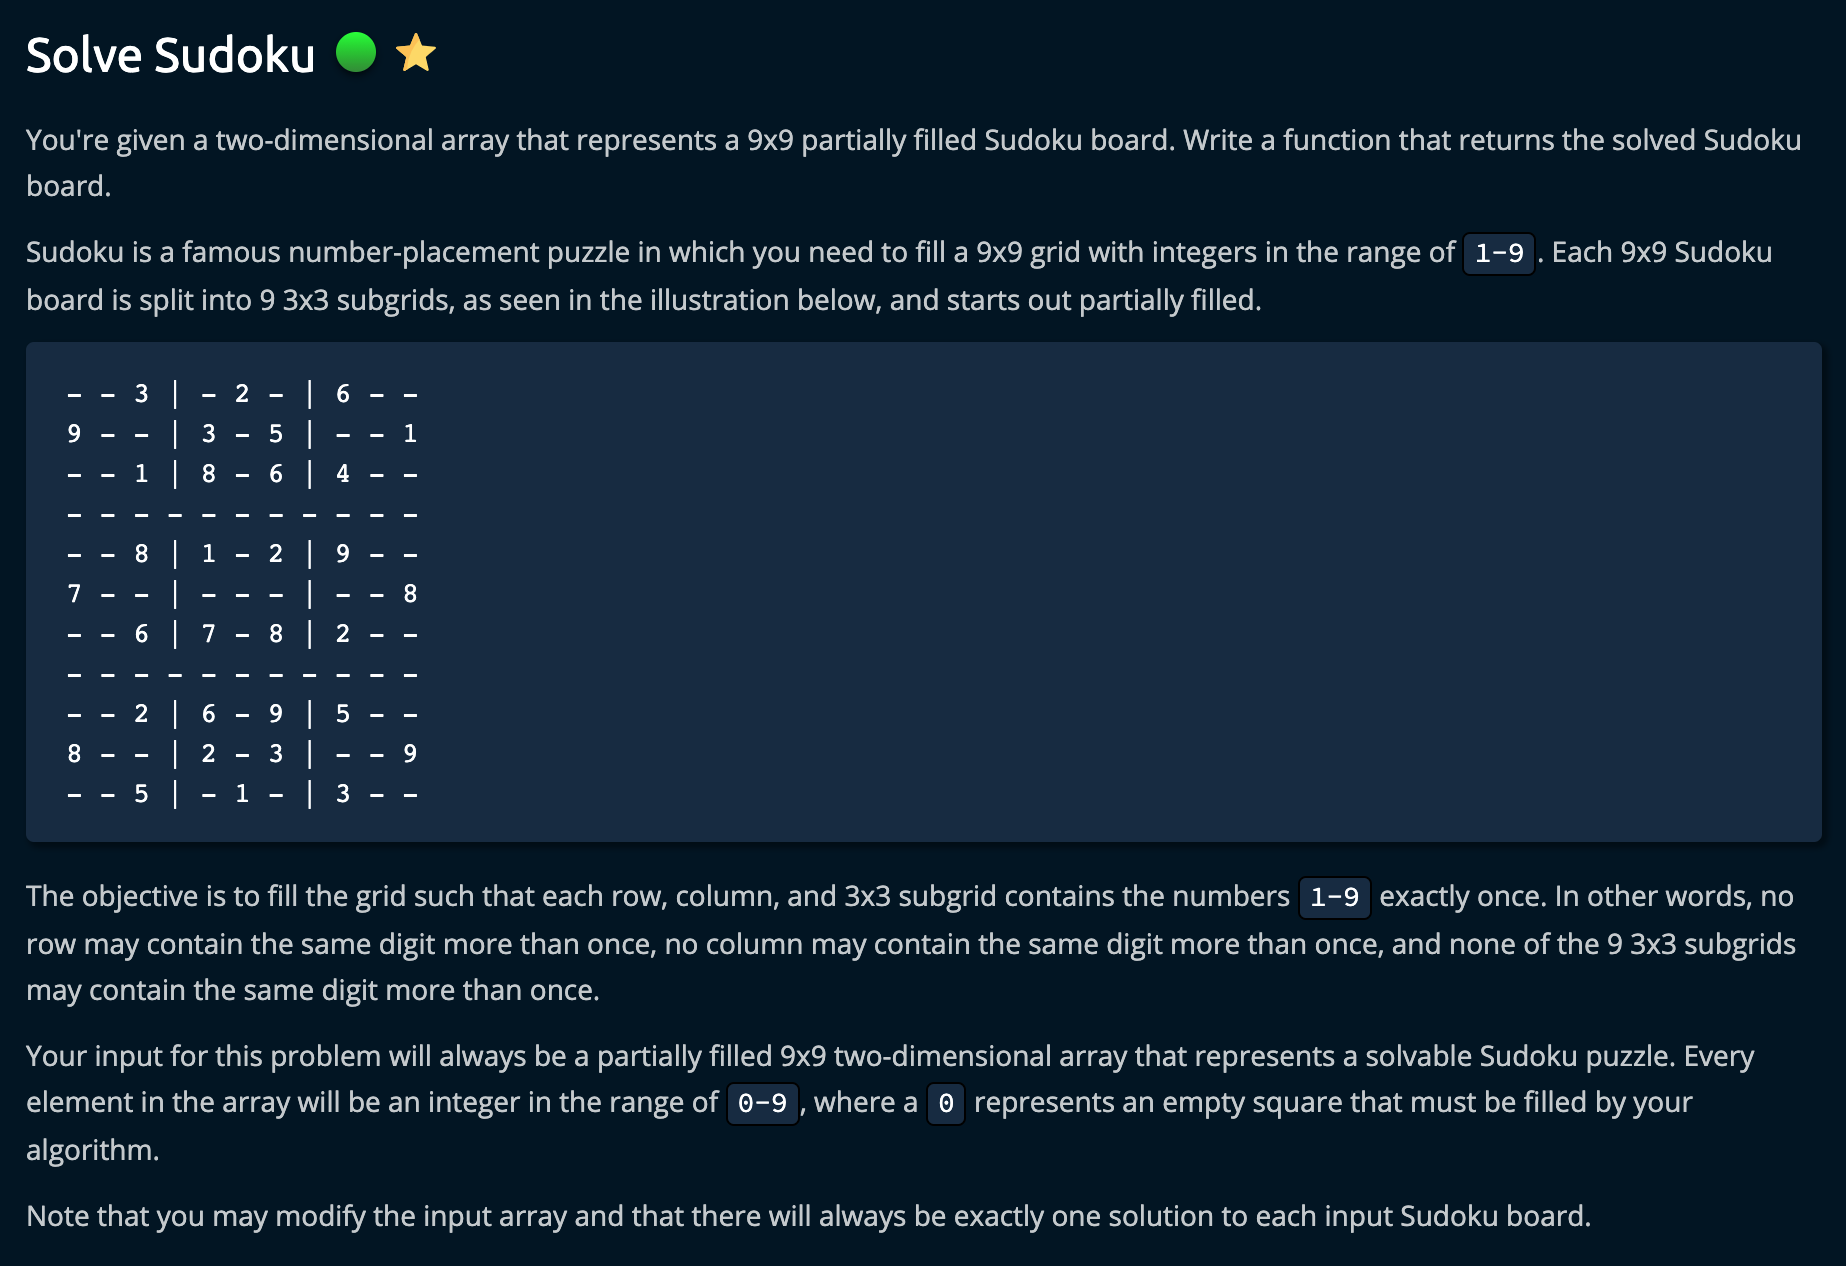 Solve Sudoku
You're given a two-dimensional array that represents a 9x9 partially filled Sudoku board. Write a function that returns the solved Sudoku
board.
Sudoku is a famous number-placement puzzle in which you need to fill a 9x9 grid with integers in the range of 1-9. Each 9x9 Sudoku
board is split into 9 3x3 subgrids, as seen in the illustration below, and starts out partially filled.
- - 3 | - 2 - | 6 - -
9 - - | 3 - 5 | - - 1
- - 1 | 8 - 6 | 4 - -
- - - - - - - - - - -
- - 8 | 1 - 2 | 9 - -
7 - - | - - - | - - 8
- - 6 | 7 - 8 | 2 - -
- - - - - - - - - - -
- - 2 | 6 - 9 | 5 - -
8 - - | 2 - 3 | - - 9
- - 5 | - 1 - | 3 - -
The objective is to fill the grid such that each row, column, and 3x3 subgrid contains the numbers 1-9 exactly once. In other words, no
row may contain the same digit more than once, no column may contain the same digit more than once, and none of the 9 3x3 subgrids
may contain the same digit more than once.
Your input for this problem will always be a partially filled 9x9 two-dimensional array that represents a solvable Sudoku puzzle. Every
element in the array will be an integer in the range of 0-9, where a 0 represents an empty square that must be filled by your
algorithm.
Note that you may modify the input array and that there will always be exactly one solution to each input Sudoku board.